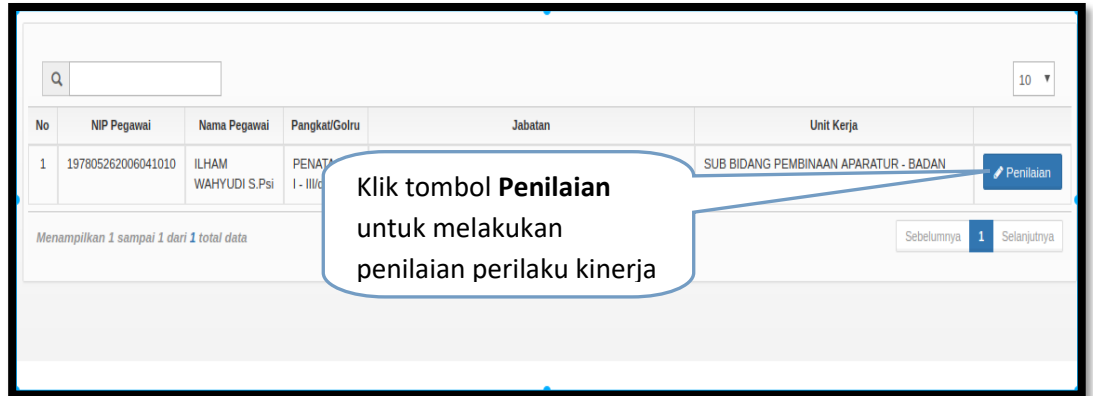 10
No NIP Pegawai Nama Pegawai Pangkat/Golru Jabatan Unit Kerja
1 197805262006041010 ILHAM WAHYUDI S.Psi PENATA I - III/d SUB BIDANG PEMBINAAN APARATUR - BADAN Penilaian
Klik tombol Penilaian
untuk melakukan
penilaian perilaku kinerja
Menampilkan 1 sampai 1 dari 1 total data
Sebelumnya 1 Selanjutnya